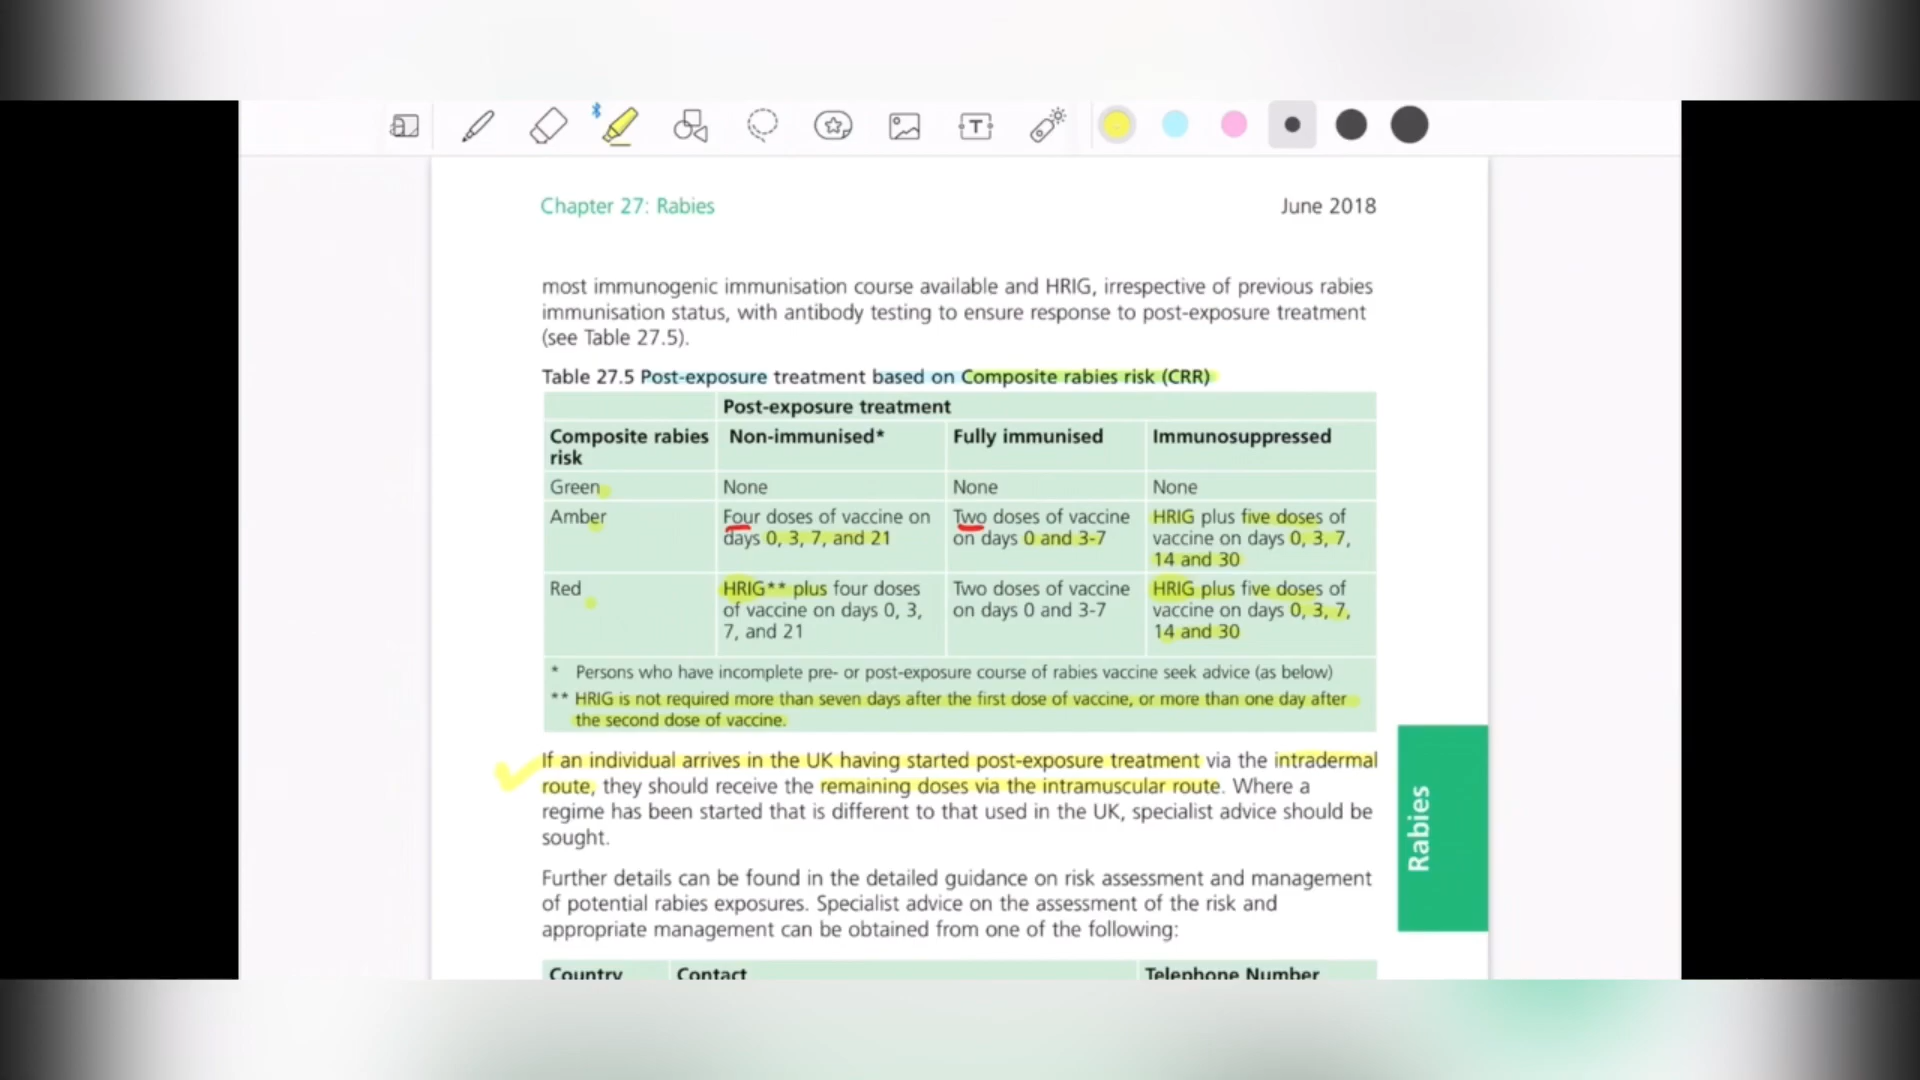 Chapter 27: Rabies
June 2018
most immunogenic immunisation course available and HRIG, irrespective of previous rabies
immunisation status, with antibody testing to ensure response to post-exposure treatment
(see Table 27.5).
Table 27.5 Post-exposure treatment based on Composite rabies risk (CRR)
Post-exposure treatment
Composite rabies
risk
Non-immunised*
Fully immunised
Immunosuppressed
Green
None
None
None
Amber
Four doses of vaccine on
days 0, 3, 7, and 21
Two doses of vaccine
on days 0 and 3-7
HRIG plus five doses of
vaccine on days 0, 3, 7,
14 and 30
Red
HRIG** plus four doses
of vaccine on days 0, 3,
7, and 21
Two doses of vaccine
on days 0 and 3-7
HRIG plus five doses of
vaccine on days 0, 3, 7,
14 and 30
* Persons who have incomplete pre- or post-exposure course of rabies vaccine seek advice (as below)
** HRIG is not required more than seven days after the first dose of vaccine, or more than one day after
the second dose of vaccine.
If an individual arrives in the UK having started post-exposure treatment via the intradermal
route, they should receive the remaining doses via the intramuscular route. Where a
regime has been started that is different to that used in the UK, specialist advice should be
sought.
Rabies
Further details can be found in the detailed guidance on risk assessment and management
of potential rabies exposures. Specialist advice on the assessment of the risk and
appropriate management can be obtained from one of the following:
Country
Contact
Telephone Number